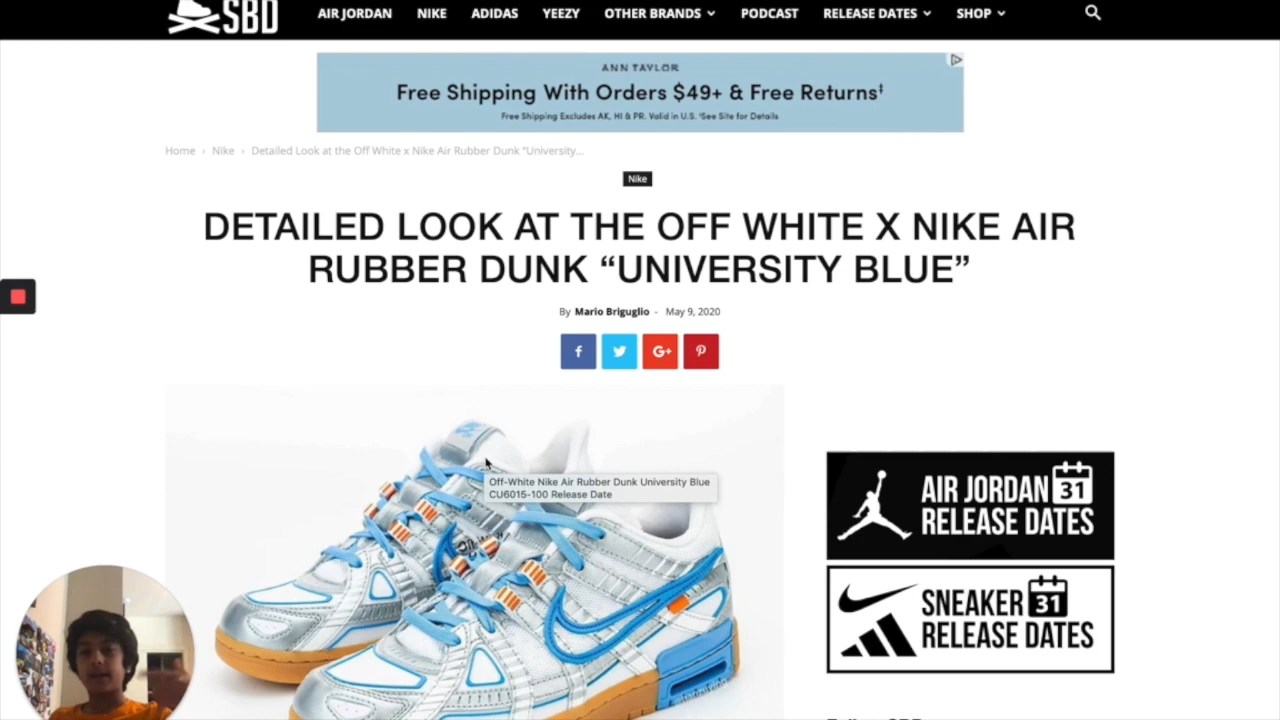 SBD
AIR JORDAN NIKE ADIDAS YEEZY OTHER BRANDS PODCAST RELEASE DATES SHOP
ANN TAYLOR
Free Shipping With Orders $49+ & Free Returns‡
Free Shipping Excludes AK, HI & PR. Valid in U.S. ‡See Site for Details
Home › Nike › Detailed Look at the Off White x Nike Air Rubber Dunk “University...
Nike
DETAILED LOOK AT THE OFF WHITE X NIKE AIR
RUBBER DUNK “UNIVERSITY BLUE”
By Mario Briguglio - May 9, 2020
f G+
Off-White Nike Air Rubber Dunk University Blue
CU6015-100 Release Date
AIR JORDAN 31
RELEASE DATES
SNEAKER 31
RELEASE DATES